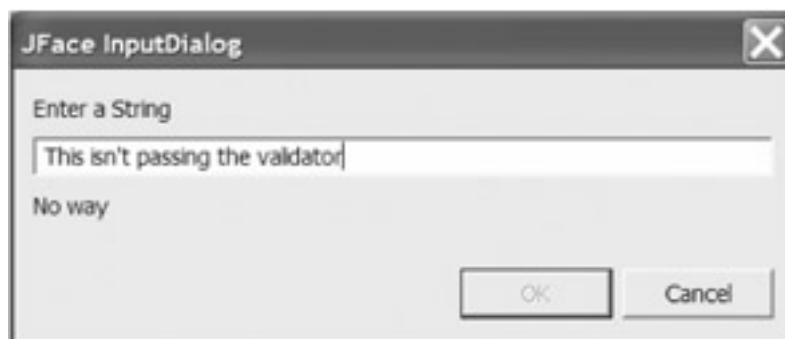 JFace InputDialog
Enter a String
This isn't passing the validator
No way
OK Cancel